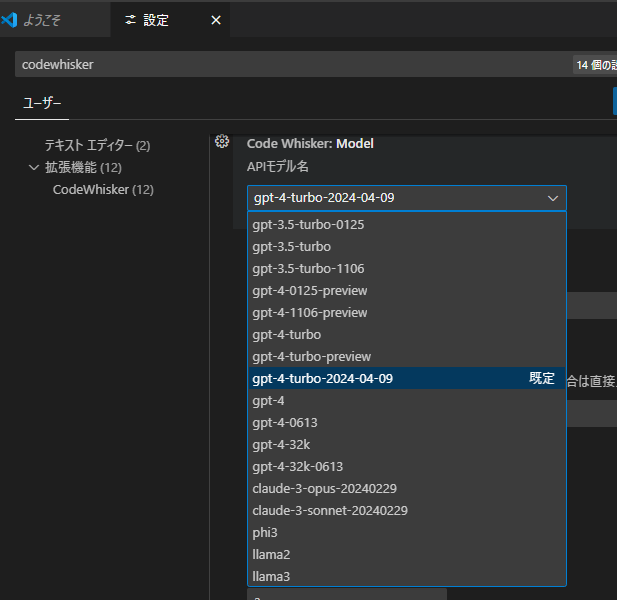 ようこそ
設定
codewhisker
14 個の設
ユーザー
テキスト エディター (2)
拡張機能 (12)
CodeWhisker (12)
Code Whisker: Model
APIモデル名
gpt-4-turbo-2024-04-09
gpt-3.5-turbo-0125
gpt-3.5-turbo
gpt-3.5-turbo-1106
gpt-4-0125-preview
gpt-4-1106-preview
gpt-4-turbo
gpt-4-turbo-preview
gpt-4-turbo-2024-04-09 既定
合は直接
gpt-4
gpt-4-0613
gpt-4-32k
gpt-4-32k-0613
claude-3-opus-20240229
claude-3-sonnet-20240229
phi3
llama2
llama3